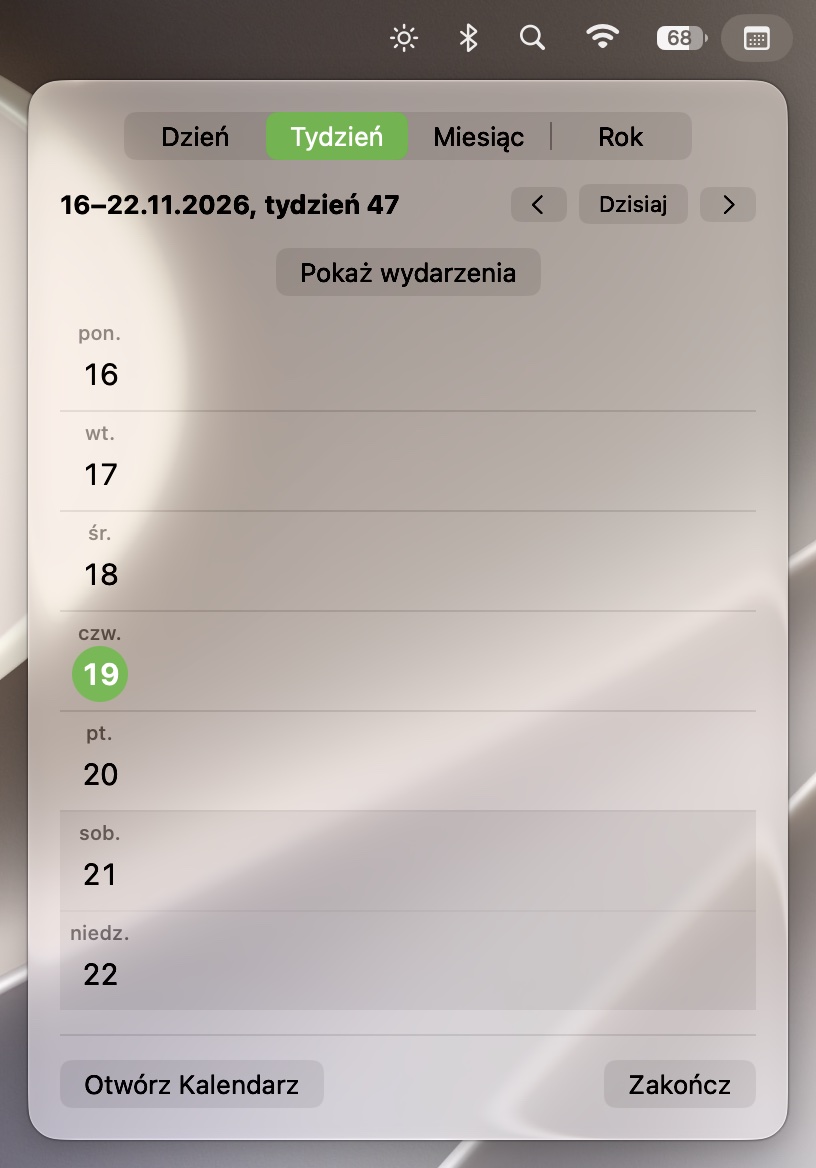 68
Dzień Tydzień Miesiąc Rok
16–22.11.2026, tydzień 47 Dzisiaj
Pokaż wydarzenia
pon.
16
wt.
17
śr.
18
czw.
19
pt.
20
sob.
21
niedz.
22
Otwórz Kalendarz Zakończ